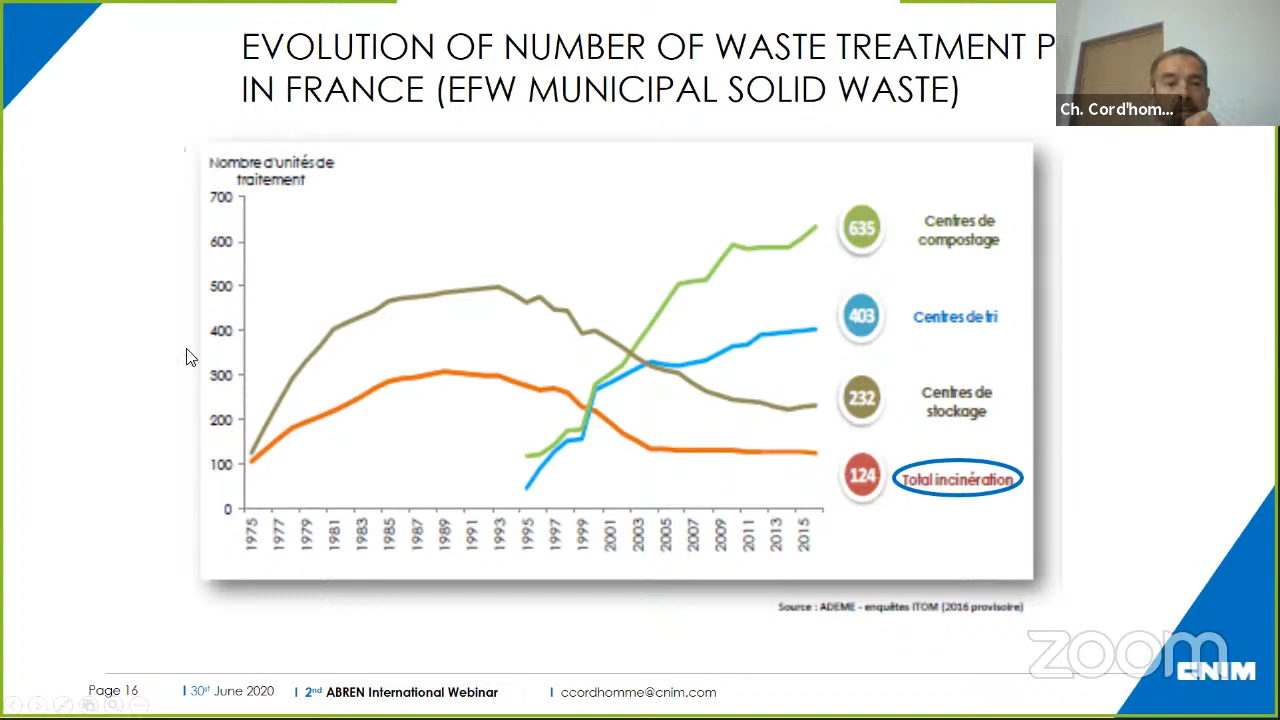 EVOLUTION OF NUMBER OF WASTE TREATMENT P
IN FRANCE (EFW MUNICIPAL SOLID WASTE)
Ch. Cord'hom...
Nombre d'unités de
traitement
700
600
500
400
300
200
100
0
1975
1977
1979
1981
1983
1985
1987
1989
1991
1993
1995
1997
1999
2001
2003
2005
2007
2009
2011
2013
2015
635
Centres de
compostage
403
Centres de tri
232
Centres de
stockage
124
Total incinération
Source : ADEME - enquêtes ITOM (2016 provisoire)
zoom
CNIM
Page 16
30st June 2020
2nd ABREN International Webinar
ccordhomme@cnim.com